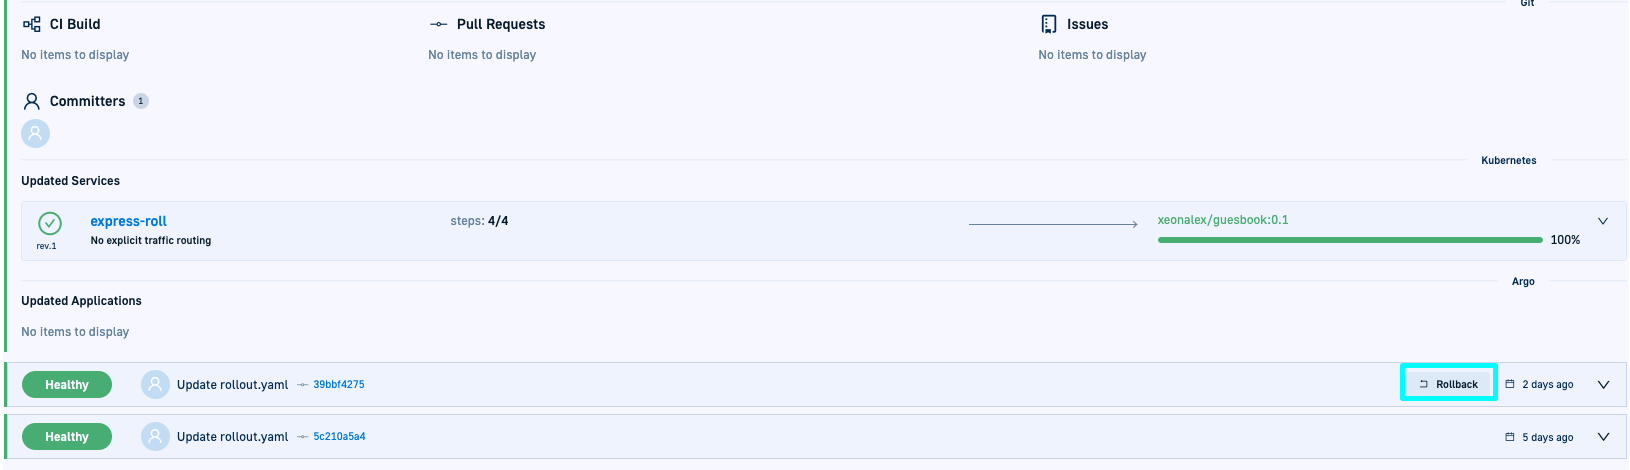 Git
CI Build
Pull Requests
Issues
No items to display
No items to display
No items to display
Committers 1
Kubernetes
Updated Services
express-roll
steps: 4/4
xeonalex/guesbook:0.1
rev.1
No explicit traffic routing
100%
Argo
Updated Applications
No items to display
Healthy Update rollout.yaml 39bbf4275 Rollback 2 days ago
Healthy Update rollout.yaml 5c210a5a4 5 days ago